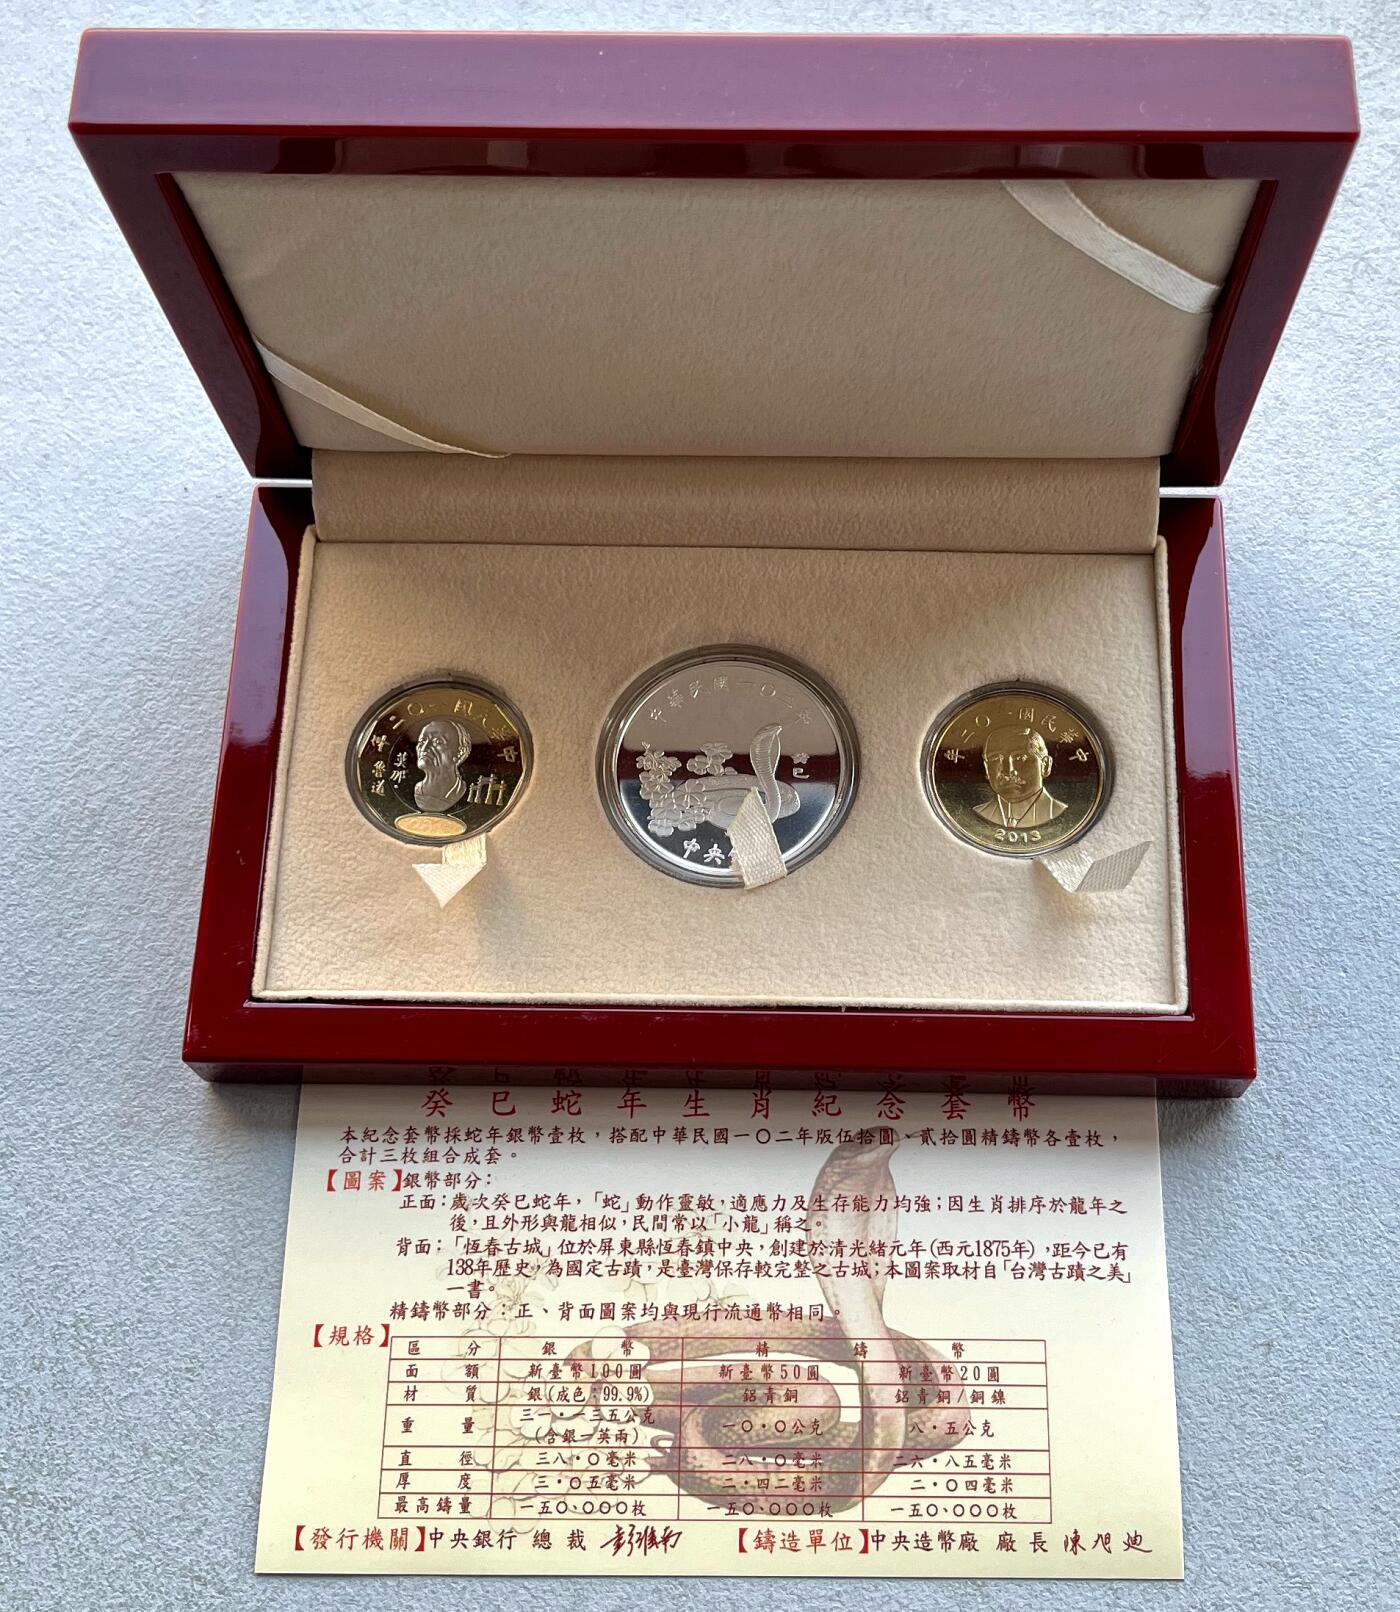 中華民國一〇二年
莫那·魯道
中華民國一〇二年
癸巳
中央
中華民國一〇二年
2013
癸巳蛇年生肖紀念套幣
本紀念套幣採蛇年銀幣壹枚，搭配中華民國一〇二年版伍拾圓、貳拾圓精鑄幣各壹枚，
合計三枚組合成套。
【圖案】銀幣部分：
正面：歲次癸巳蛇年，「蛇」動作靈敏，適應力及生存能力均強；因生肖排序於龍年之
後，且外形與龍相似，民間常以「小龍」稱之。
背面：「恆春古城」位於屏東縣恆春鎮中央，創建於清光緒元年（西元1875年），距今已有
138年歷史，為國定古蹟，是臺灣保存較完整之古城；本圖案取材自「台灣古蹟之美」
一書。
精鑄幣部分：正、背面圖案均與現行流通幣相同。
【規格】
區分 銀幣 精鑄幣
面額 新臺幣100圓 新臺幣50圓 新臺幣20圓
材質 銀(成色：99.9%) 鋁青銅 鋁青銅/銅鎳
重量 三一·一三五公克 一〇·〇公克 八·五公克
(含銀一英兩)
直徑 三八·〇毫米 二八·〇毫米 二六·八五毫米
厚度 三·〇五毫米 二·四二毫米 二·〇四毫米
最高鑄量 一五〇、〇〇〇枚 一五〇、〇〇〇枚 一五〇、〇〇〇枚
【發行機關】中央銀行 總裁 彭淮南 【鑄造單位】中央造幣廠 廠長 陳旭迪